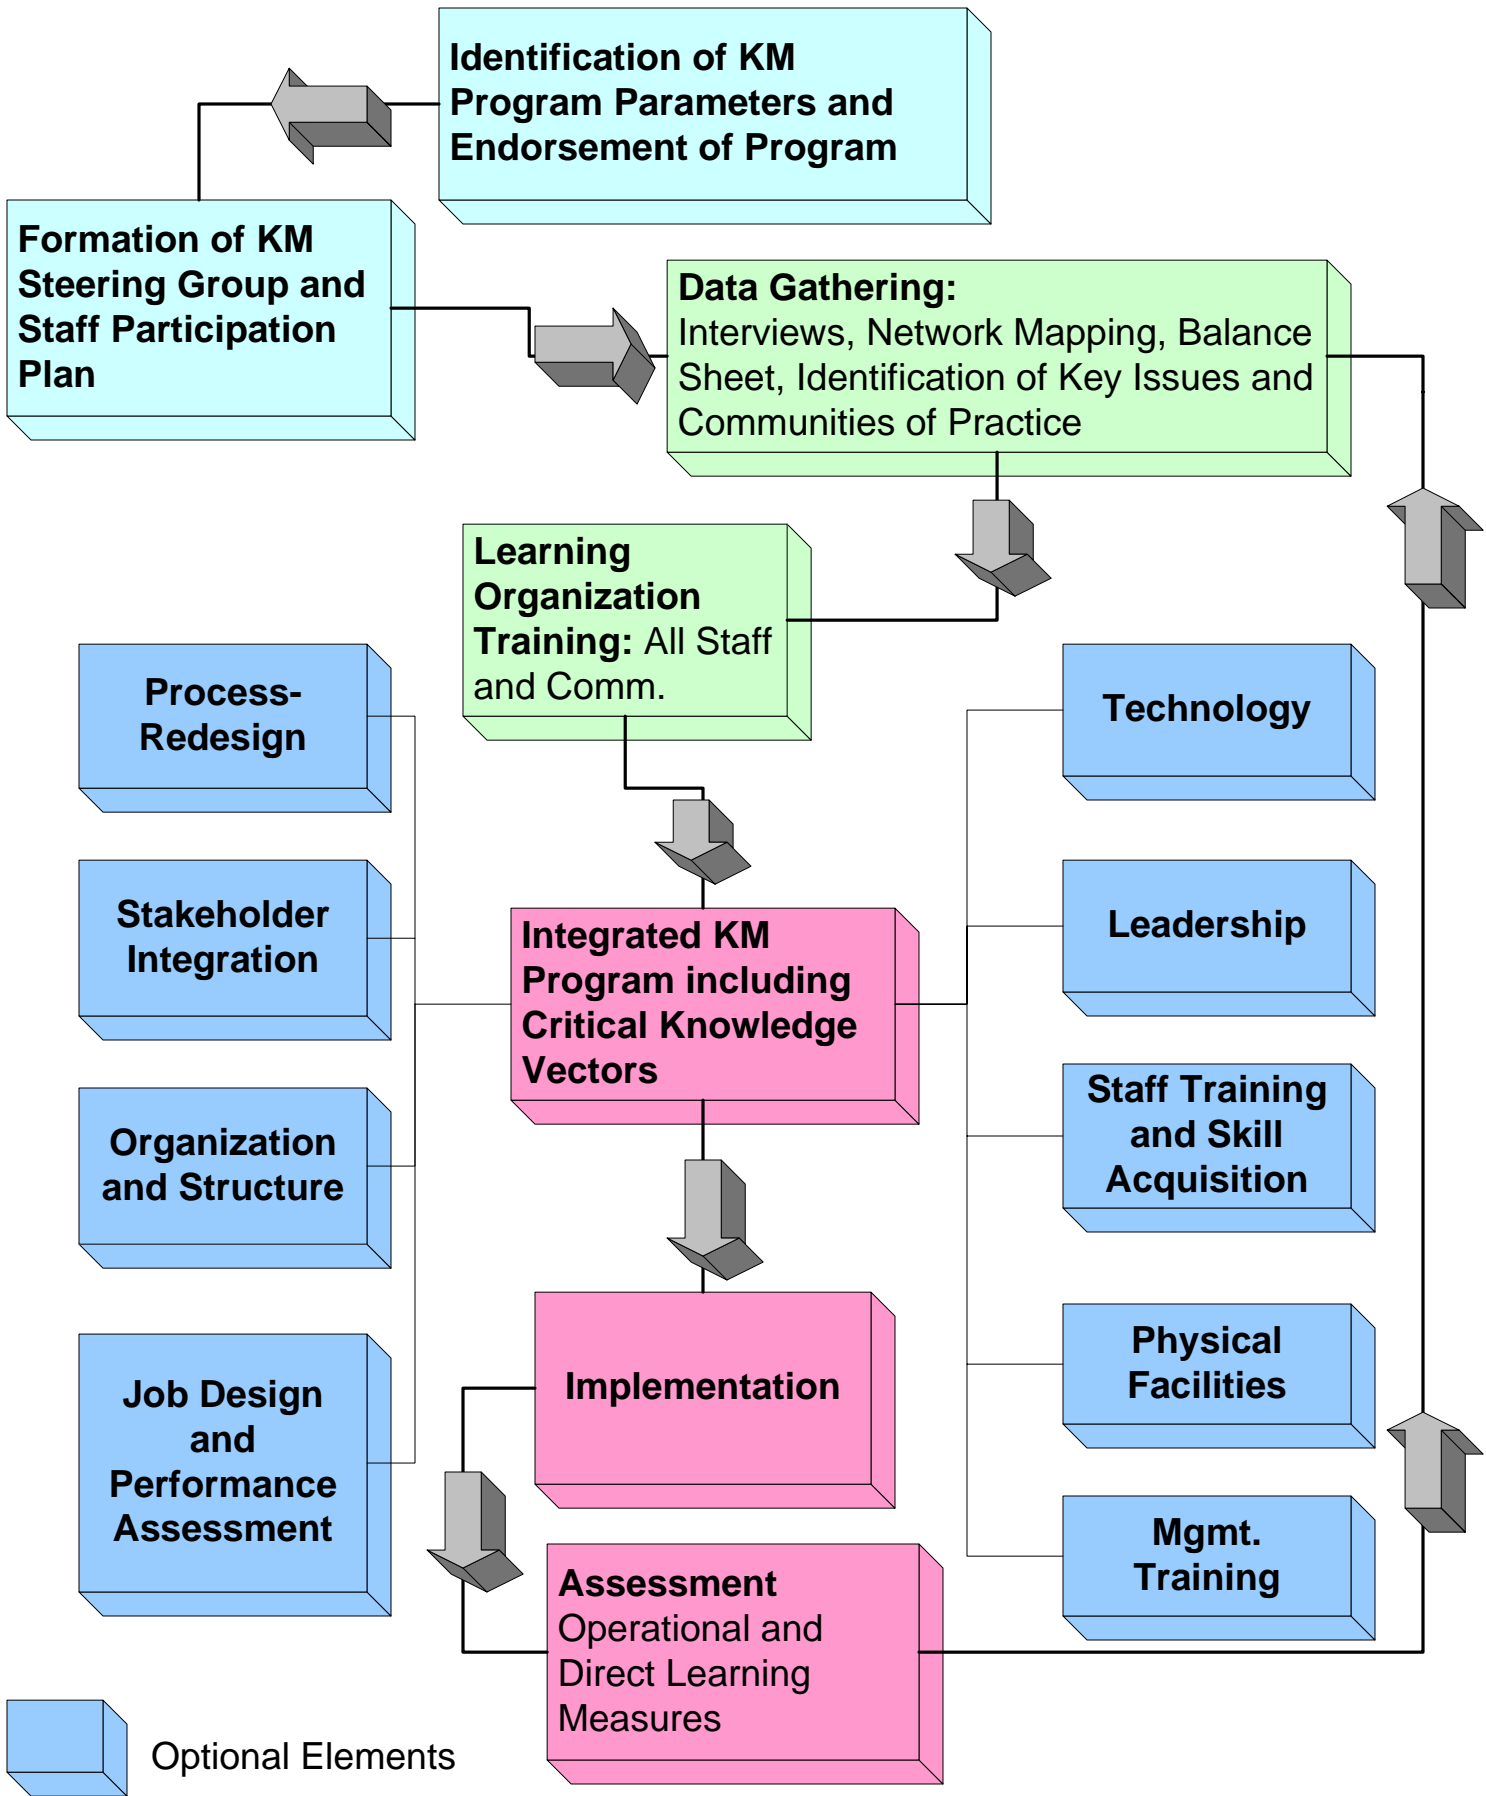 Identification of KM
Program Parameters and
Endorsement of Program
Formation of KM
Steering Group and
Staff Participation
Plan
Data Gathering:
Interviews, Network Mapping, Balance
Sheet, Identification of Key Issues and
Communities of Practice
Learning
Organization
Training: All Staff
and Comm.
Process-
Redesign
Technology
Stakeholder
Integration
Leadership
Integrated KM
Program including
Critical Knowledge
Vectors
Organization
and Structure
Staff Training
and Skill
Acquisition
Job Design
and
Performance
Assessment
Implementation
Physical
Facilities
Mgmt.
Training
Assessment
Operational and
Direct Learning
Measures
Optional Elements